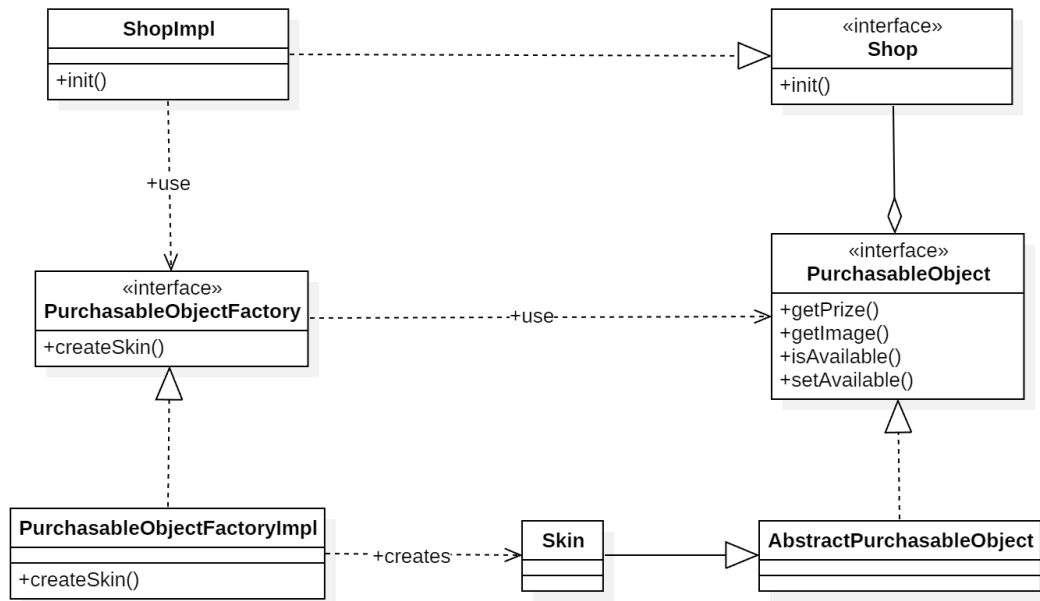 ShopImpl
+init()
«interface»
Shop
+init()
+use
«interface»
PurchasableObjectFactory
+createSkin()
+use
«interface»
PurchasableObject
+getPrize()
+getImage()
+isAvailable()
+setAvailable()
PurchasableObjectFactoryImpl
+createSkin()
+creates
Skin
AbstractPurchasableObject